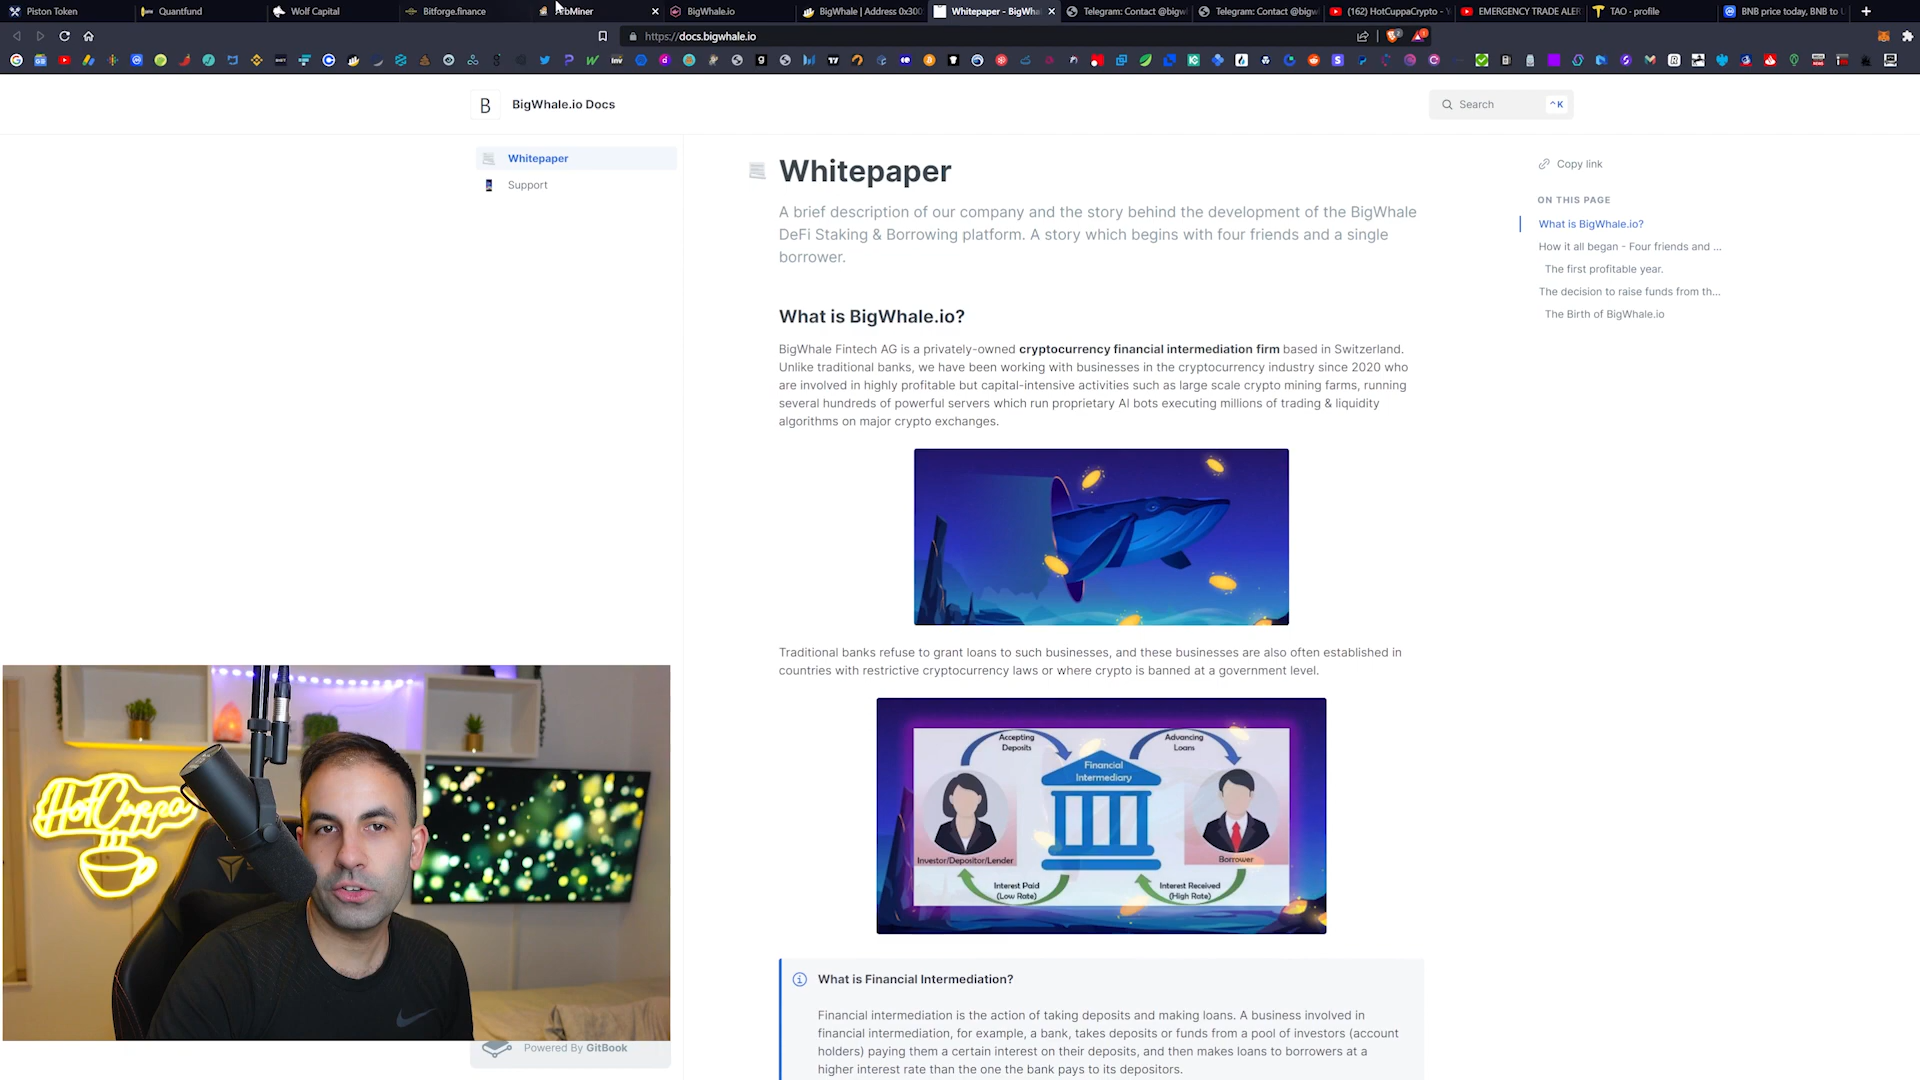 Piston Token
Quantfund
Wolf Capital
Bitforge.finance
BigWhale.io
BigWhale | Address 0x300
Whitepaper - BigWha
Telegram: Contact @bigw
Telegram: Contact @bigw
(162) HotCuppaCrypto - Y
EMERGENCY TRADE ALER
TAO - profile
BNB price today, BNB to U
https://docs.bigwhale.io
B
BigWhale.io Docs
Search
^K
Whitepaper
Support
Whitepaper
A brief description of our company and the story behind the development of the BigWhale
DeFi Staking & Borrowing platform. A story which begins with four friends and a single
borrower.
Copy link
ON THIS PAGE
What is BigWhale.io?
How it all began - Four friends and ...
The first profitable year.
The decision to raise funds from th...
The Birth of BigWhale.io
What is BigWhale.io?
BigWhale Fintech AG is a privately-owned cryptocurrency financial intermediation firm based in Switzerland.
Unlike traditional banks, we have been working with businesses in the cryptocurrency industry since 2020 who
are involved in highly profitable but capital-intensive activities such as large scale crypto mining farms, running
several hundreds of powerful servers which run proprietary AI bots executing millions of trading & liquidity
algorithms on major crypto exchanges.
Traditional banks refuse to grant loans to such businesses, and these businesses are also often established in
countries with restrictive cryptocurrency laws or where crypto is banned at a government level.
Accepting
Deposits
Advancing
Loans
Financial
Intermediary
Investor/Depositor/Lender
Borrower
Interest Paid
(Low Rate)
Interest Received
(High Rate)
What is Financial Intermediation?
Financial intermediation is the action of taking deposits and making loans. A business involved in
financial intermediation, for example, a bank, takes deposits or funds from a pool of investors (account
holders) paying them a certain interest on their deposits, and then makes loans to borrowers at a
higher interest rate than the one the bank pays to its depositors.
HotCuppa
Powered By GitBook